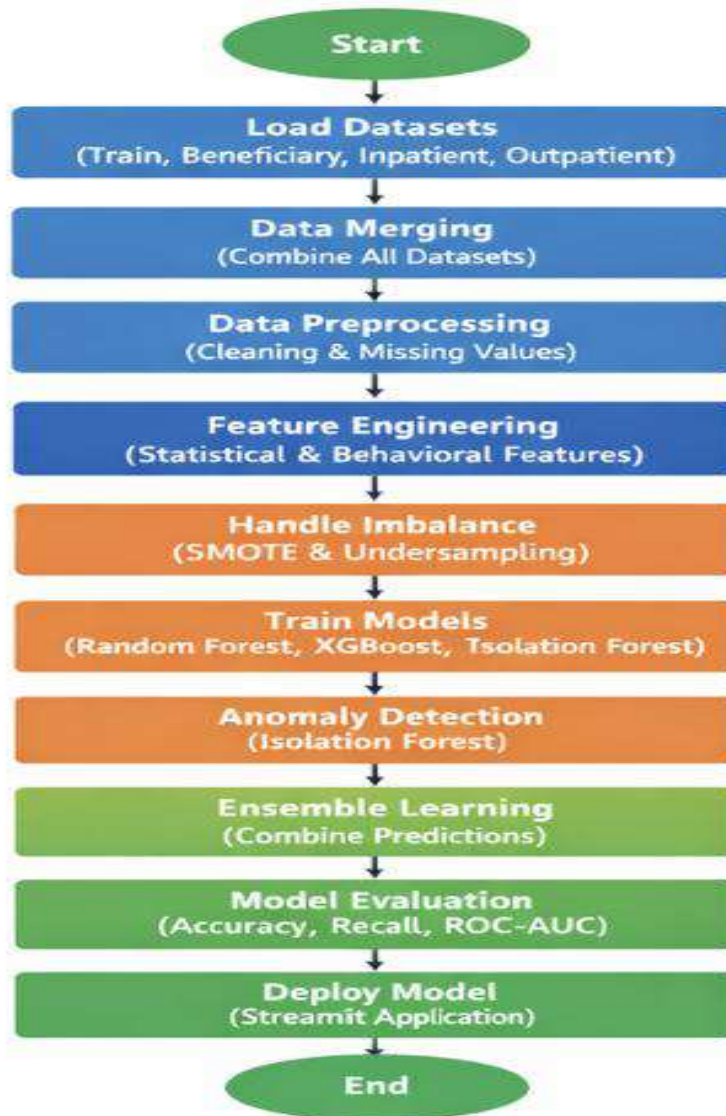 Start
Load Datasets
(Train, Beneficiary, Inpatient, Outpatient)
Data Merging
(Combine All Datasets)
Data Preprocessing
(Cleaning & Missing Values)
Feature Engineering
(Statistical & Behavioral Features)
Handle Imbalance
(SMOTE & Undersampling)
Train Models
(Random Forest, XGBoost, Tsolation Forest)
Anomaly Detection
(Isolation Forest)
Ensemble Learning
(Combine Predictions)
Model Evaluation
(Accuracy, Recall, ROC-AUC)
Deploy Model
(Streamit Application)
End